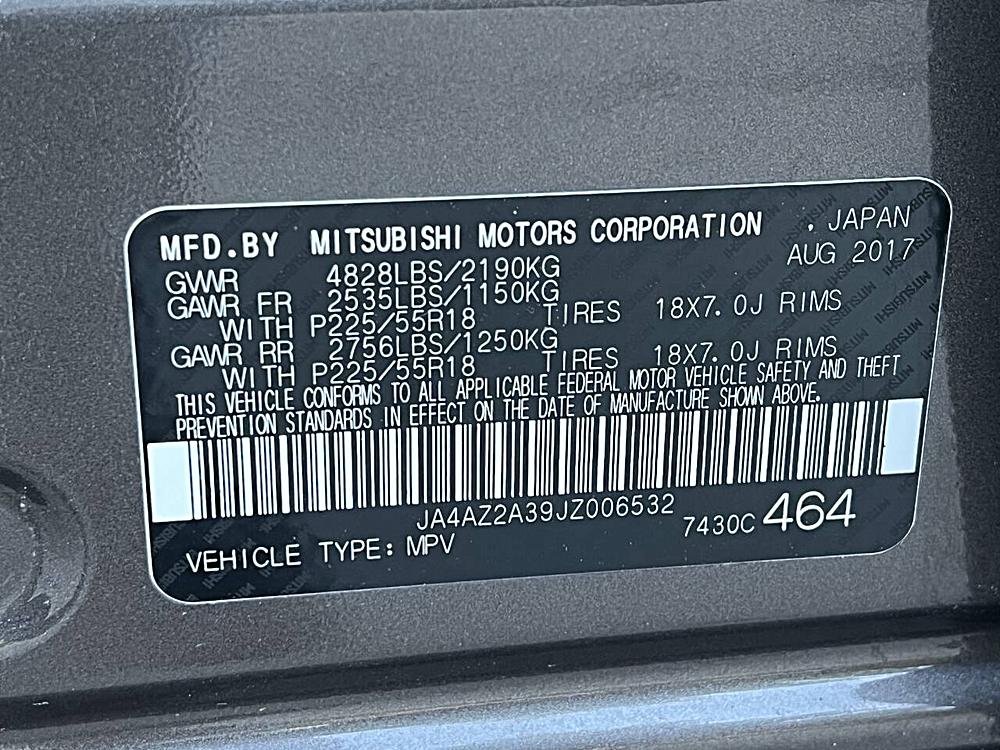 MFD.BY MITSUBISHI MOTORS CORPORATION . JAPAN
AUG 2017
GVWR 4828LBS/2190KG
GAWR FR 2535LBS/1150KG
WITH P225/55R18 TIRES 18X7.0J RIMS
GAWR RR 2756LBS/1250KG
WITH P225/55R18 TIRES 18X7.0J RIMS
THIS VEHICLE CONFORMS TO ALL APPLICABLE FEDERAL MOTOR VEHICLE SAFETY AND THEFT
PREVENTION STANDARDS IN EFFECT ON THE DATE OF MANUFACTURE SHOWN ABOVE.
JA4AZ2A39JZ006532
7430C 464
VEHICLE TYPE: MPV